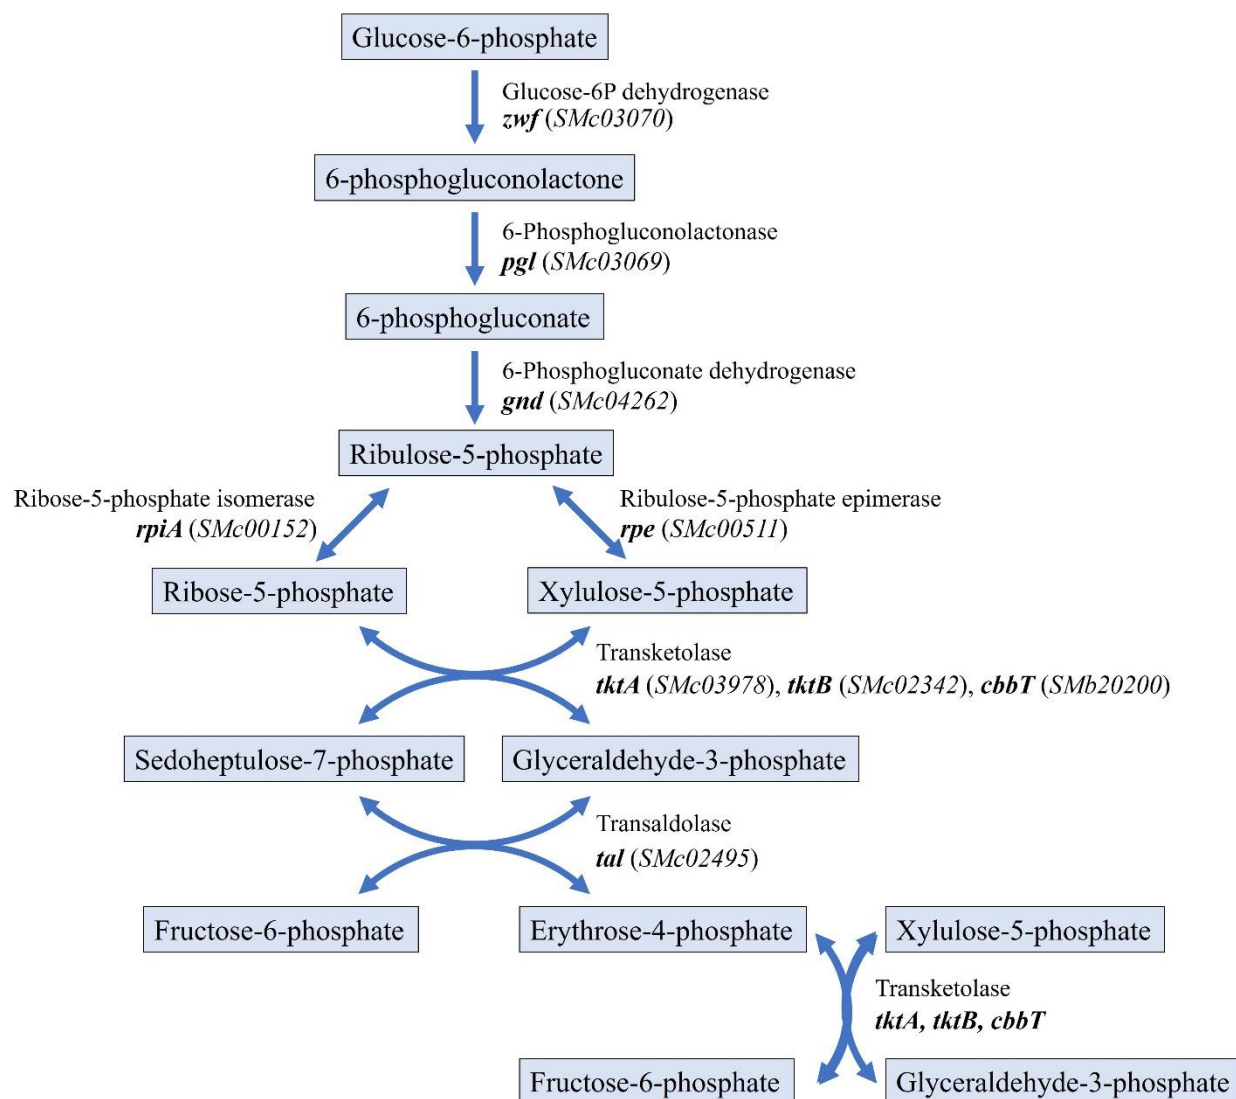 Glucose-6-phosphate
Glucose-6P dehydrogenase
zwf (SMc03070)
6-phosphogluconolactone
6-Phosphogluconolactonase
pgl (SMc03069)
6-phosphogluconate
6-Phosphogluconate dehydrogenase
gnd (SMc04262)
Ribulose-5-phosphate
Ribose-5-phosphate isomerase
rpiA (SMc00152)
Ribulose-5-phosphate epimerase
rpe (SMc00511)
Ribose-5-phosphate
Xylulose-5-phosphate
Transketolase
tktA (SMc03978), tktB (SMc02342), cbbT (SMb20200)
Sedoheptulose-7-phosphate
Glyceraldehyde-3-phosphate
Transaldolase
tal (SMc02495)
Fructose-6-phosphate
Erythrose-4-phosphate
Xylulose-5-phosphate
Transketolase
tktA, tktB, cbbT
Fructose-6-phosphate
Glyceraldehyde-3-phosphate